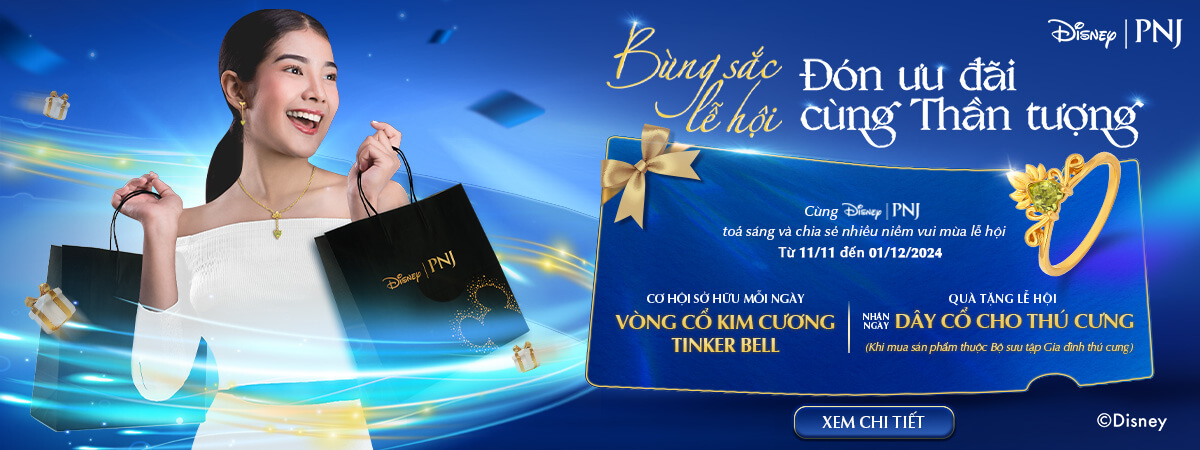 Disney | PNJ
Bùng sắc
lễ hội
Đón ưu đãi
cùng Thần tượng
Cùng Disney | PNJ
toả sáng và chia sẻ nhiều niềm vui mùa lễ hội
Từ 11/11 đến 01/12/2024
CƠ HỘI SỞ HỮU MỖI NGÀY
VÒNG CỔ KIM CƯƠNG
TINKER BELL
QUÀ TẶNG LỄ HỘI
NHẬN NGAY DÂY CỔ CHO THÚ CƯNG
(Khi mua sản phẩm thuộc Bộ sưu tập Gia đình thú cưng)
Disney | PNJ
XEM CHI TIẾT
©Disney